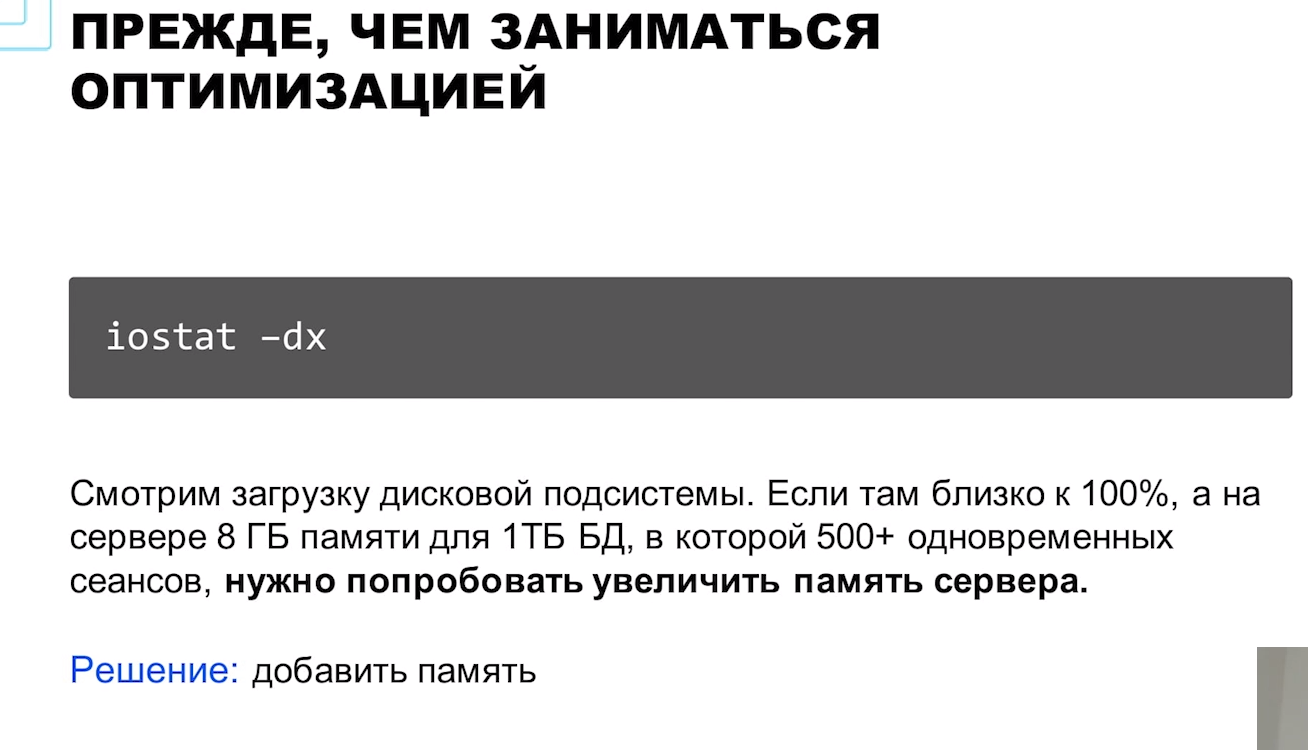 ПРЕЖДЕ, ЧЕМ ЗАНИМАТЬСЯ
ОПТИМИЗАЦИЕЙ
iostat –dx
Смотрим загрузку дисковой подсистемы. Если там близко к 100%, а на
сервере 8 ГБ памяти для 1ТБ БД, в которой 500+ одновременных
сеансов, нужно попробовать увеличить память сервера.
Решение: добавить память